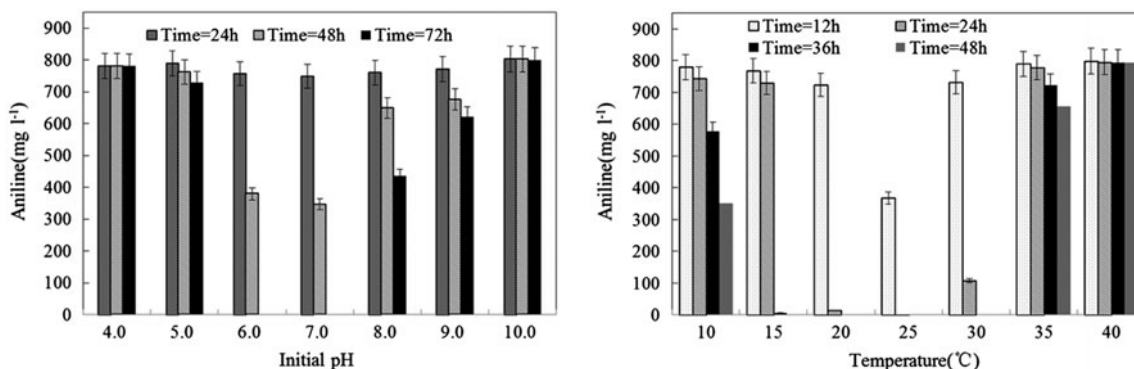 Time=24h Time=48h Time=72h
900
800
700
600
500
400
300
200
100
0
Aniline(mg l-1)
4.0 5.0 6.0 7.0 8.0 9.0 10.0
Initial pH
Time=12h Time=24h
Time=36h Time=48h
900
800
700
600
500
400
300
200
100
0
Aniline(mg l-1)
10 15 20 25 30 35 40
Temperature(℃)